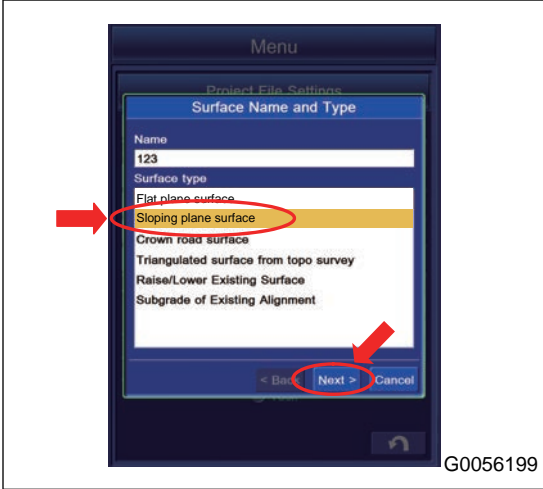 Menu
Project File Settings
Surface Name and Type
Name
123
Surface type
Flat plane surface
Sloping plane surface
Crown road surface
Triangulated surface from topo survey
Raise/Lower Existing Surface
Subgrade of Existing Alignment
< Back Next > Cancel
G0056199